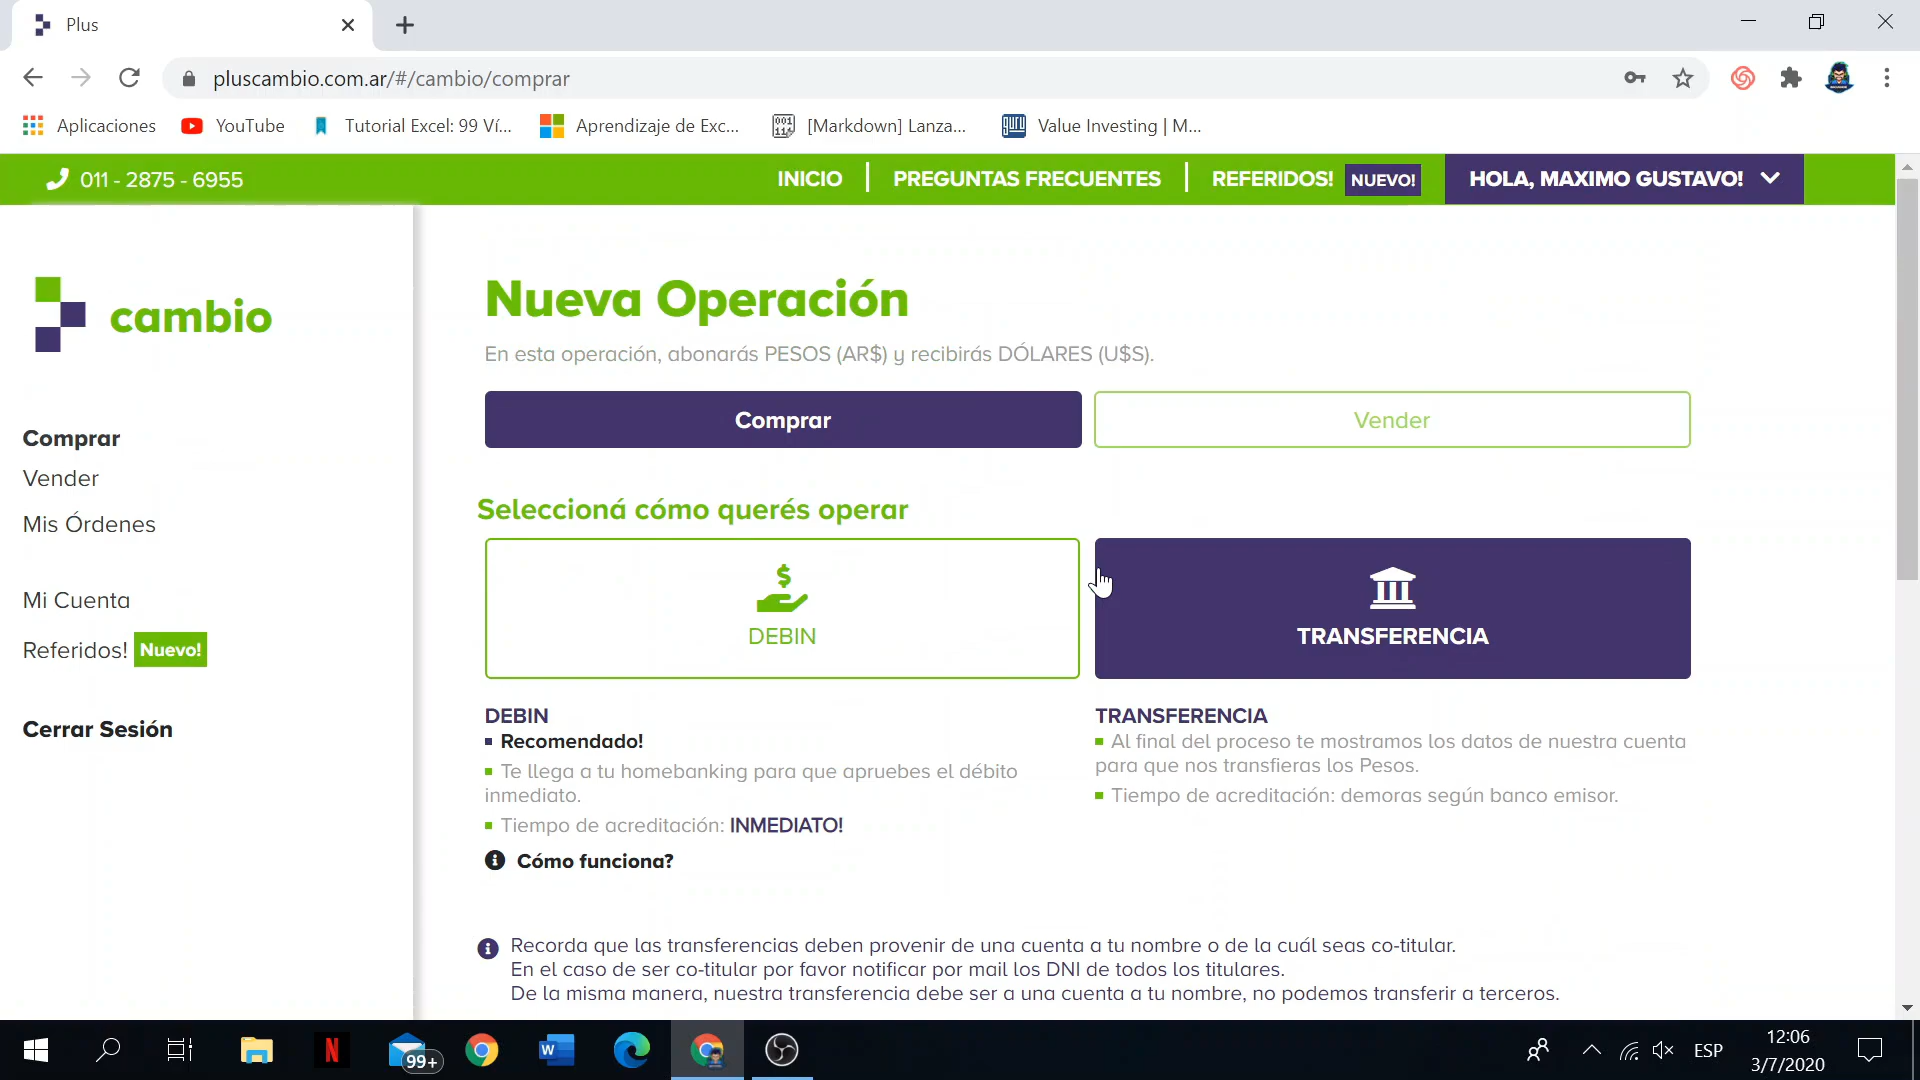 Plus
pluscambio.com.ar/#/cambio/comprar
Aplicaciones
YouTube
Tutorial Excel: 99 Ví...
Aprendizaje de Exc...
[Markdown] Lanza...
guru
Value Investing | M...
011 - 2875 - 6955
INICIO
PREGUNTAS FRECUENTES
REFERIDOS! NUEVO!
HOLA, MAXIMO GUSTAVO!
cambio
Comprar
Vender
Mis Órdenes
Mi Cuenta
Referidos! Nuevo!
Cerrar Sesión
Nueva Operación
En esta operación, abonarás PESOS (AR$) y recibirás DÓLARES (U$S).
Comprar
Vender
Seleccioná cómo querés operar
$
DEBIN
TRANSFERENCIA
DEBIN
Recomendado!
Te llega a tu homebanking para que apruebes el débito
inmediato.
Tiempo de acreditación: INMEDIATO!
Cómo funciona?
TRANSFERENCIA
Al final del proceso te mostramos los datos de nuestra cuenta
para que nos transfieras los Pesos.
Tiempo de acreditación: demoras según banco emisor.
Recorda que las transferencias deben provenir de una cuenta a tu nombre o de la cuál seas co-titular.
En el caso de ser co-titular por favor notificar por mail los DNI de todos los titulares.
De la misma manera, nuestra transferencia debe ser a una cuenta a tu nombre, no podemos transferir a terceros.
N
99+
W
ESP
12:06
3/7/2020